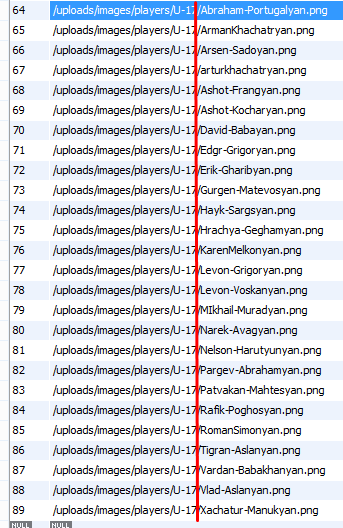 64 /uploads/images/players/U-17/Abraham-Portugalyan.png
65 /uploads/images/players/U-17/ArmanKhachatryan.png
66 /uploads/images/players/U-17/Arsen-Sadoyan.png
67 /uploads/images/players/U-17/arturkhachatryan.png
68 /uploads/images/players/U-17/Ashot-Frangyan.png
69 /uploads/images/players/U-17/Ashot-Kocharyan.png
70 /uploads/images/players/U-17/David-Babayan.png
71 /uploads/images/players/U-17/Edgr-Grigoryan.png
72 /uploads/images/players/U-17/Erik-Gharibyan.png
73 /uploads/images/players/U-17/Gurgen-Matevosyan.png
74 /uploads/images/players/U-17/Hayk-Sargsyan.png
75 /uploads/images/players/U-17/Hrachya-Geghamyan.png
76 /uploads/images/players/U-17/KarenMelkonyan.png
77 /uploads/images/players/U-17/Levon-Grigoryan.png
78 /uploads/images/players/U-17/Levon-Voskanyan.png
79 /uploads/images/players/U-17/MIkhail-Muradyan.png
80 /uploads/images/players/U-17/Narek-Avagyan.png
81 /uploads/images/players/U-17/Nelson-Harutyunyan.png
82 /uploads/images/players/U-17/Pargev-Abrahamyan.png
83 /uploads/images/players/U-17/Patvakan-Mahtesyan.png
84 /uploads/images/players/U-17/Rafik-Poghosyan.png
85 /uploads/images/players/U-17/RomanSimonyan.png
86 /uploads/images/players/U-17/Tigran-Aslanyan.png
87 /uploads/images/players/U-17/Vardan-Babakhanyan.png
88 /uploads/images/players/U-17/Vlad-Aslanyan.png
89 /uploads/images/players/U-17/Xachatur-Manukyan.png
NULL NULL